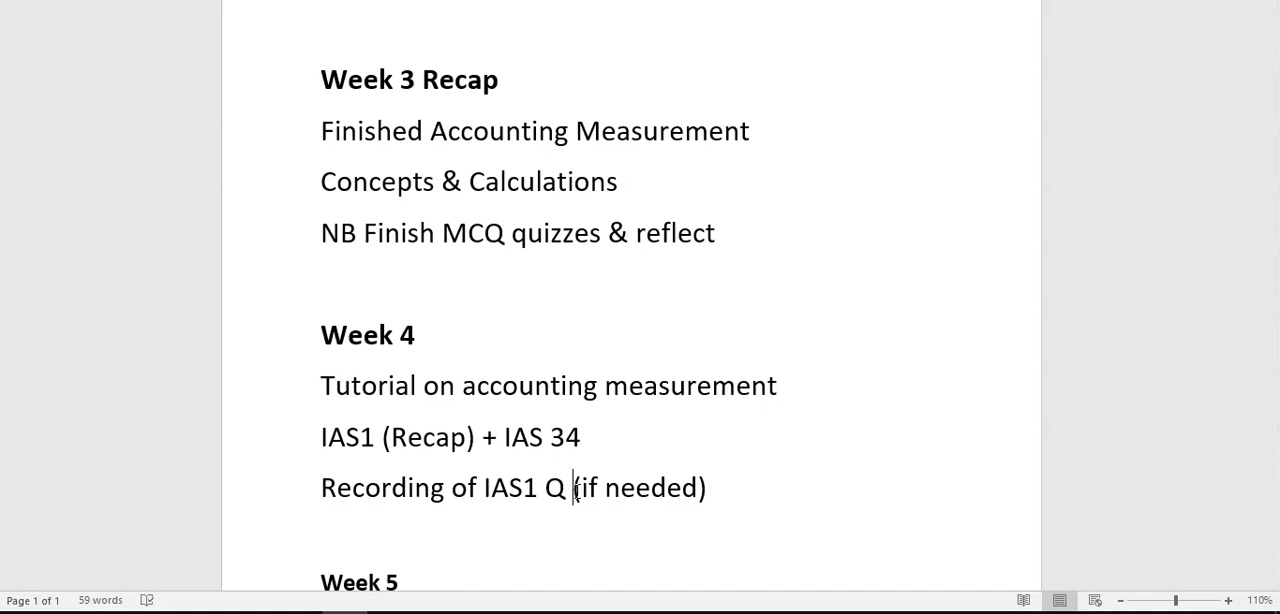 Week 3 Recap
Finished Accounting Measurement
Concepts & Calculations
NB Finish MCQ quizzes & reflect
Week 4
Tutorial on accounting measurement
IAS1 (Recap) + IAS 34
Recording of IAS1 Q (if needed)
Week 5
Page 1 of 1 59 words 110%